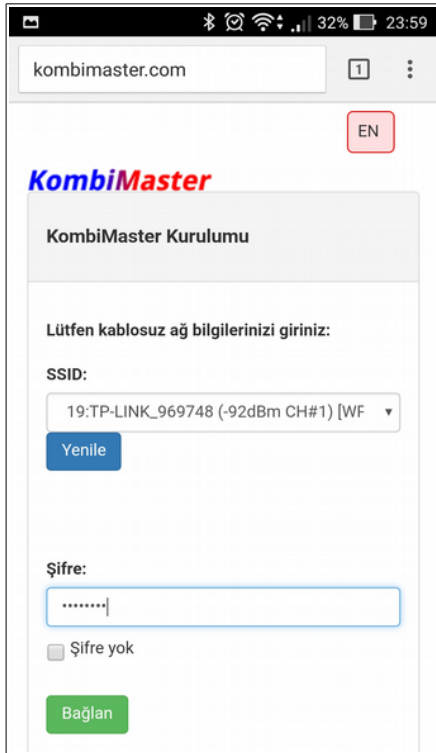 32% 23:59
kombimaster.com 1
EN
KombiMaster
KombiMaster Kurulumu
Lütfen kablosuz ağ bilgilerinizi giriniz:
SSID:
19:TP-LINK_969748 (-92dBm CH#1) [WF
Yenile
Şifre:
••••••••
Şifre yok
Bağlan